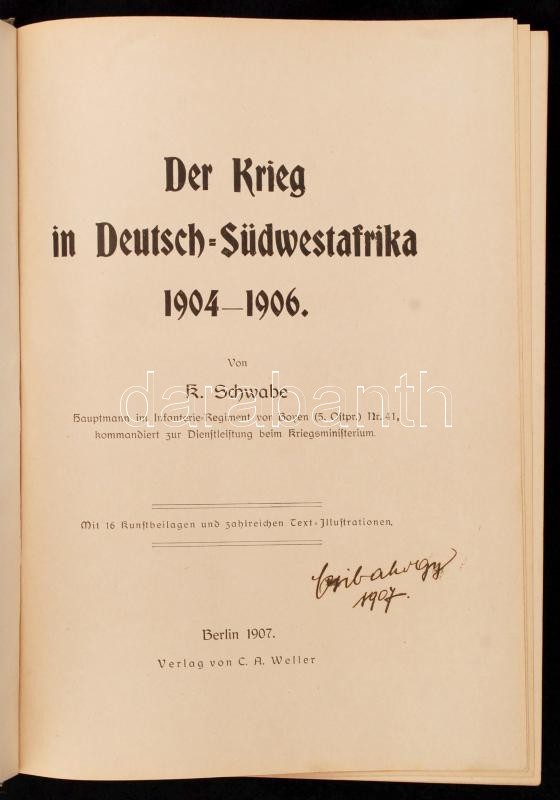 Der Krieg
in Deutsch=Südwestafrika
1904—1906.
Von
K. Schwabe
Hauptmann im Infanterie-Regiment von Boyen (5. Ostpr.) Nr. 41,
kommandiert zur Dienstleistung beim Kriegsministerium.
darabanth
Mit 16 Kunstbeilagen und zahlreichen Text=Illustrationen.
1907.
Berlin 1907.
Verlag von C. A. Weller